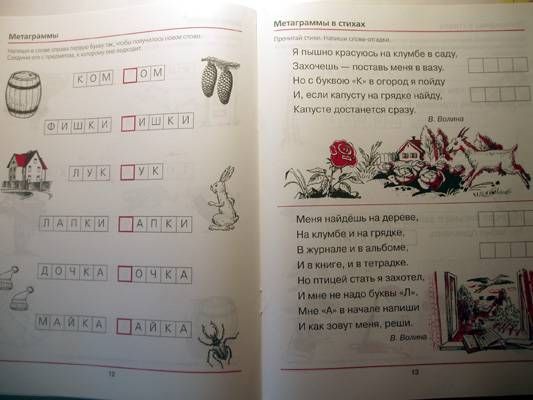 Метаграммы
Напиши в слове справа первую букву так, чтобы получилось новое слово.
Соедини его с предметом, к которому оно подходит.
КОМ ОМ
ФИШКИ ИШКИ
ЛУК УК
ЛАПКИ АПКИ
ДОЧКА ОЧКА
МАЙКА АЙКА
12
Метаграммы в стихах
Прочитай стихи. Напиши слова-отгадки.
Я пышно красуюсь на клумбе в саду,
Захочешь — поставь меня в вазу.
Но с буквою «К» в огород я пойду
И, если капусту на грядке найду,
Капусте достанется сразу.
В. Волина
Меня найдёшь на дереве,
На клумбе и на грядке,
В журнале и в альбоме,
И в книге, и в тетрадке.
Но птицей стать я захотел,
И мне не надо буквы «Л».
Мне «А» в начале напиши
И как зовут меня, реши.
В. Волина
13